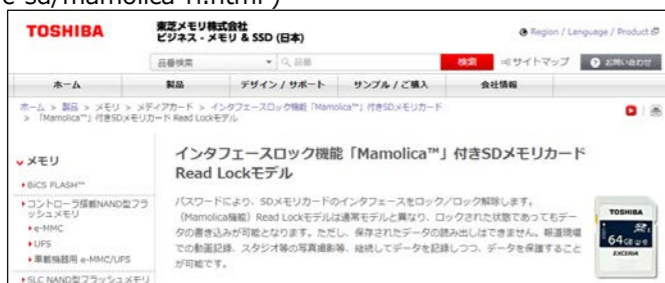 e-sd/mamolica-rl.html )
TOSHIBA
東芝メモリ株式会社
ビジネス - メモリ & SSD (日本)
Region / Language / Product
品番検索
品番
検索
サイトマップ
お問い合わせ
ホーム
製品
デザイン / サポート
サンプル / ご購入
会社情報
ホーム > 製品 > メモリ > メディアカード > インタフェースロック機能「Mamolica™」付きSDメモリカード
> 「Mamolica™」付きSDメモリカード Read Lockモデル
メモリ
BiCS FLASH™
コントローラ搭載NAND型フラ
ッシュメモリ
e-MMC
UFS
車載機器用 e-MMC/UFS
SLC NAND型フラッシュメモリ
インタフェースロック機能「Mamolica™」付きSDメモリカード
Read Lockモデル
パスワードにより、SDメモリカードのインタフェースをロック/ロック解除します。
（Mamolica機能）Read Lockモデルは通常モデルと異なり、ロックされた状態であってもデー
タの書き込みが可能となります。ただし、保存されたデータの読み出しはできません。報道現場
での動画記録、スタジオ等の写真撮影等、継続してデータを記録しつつ、データを保護すること
が可能です。
TOSHIBA
64GB
EXCERIA